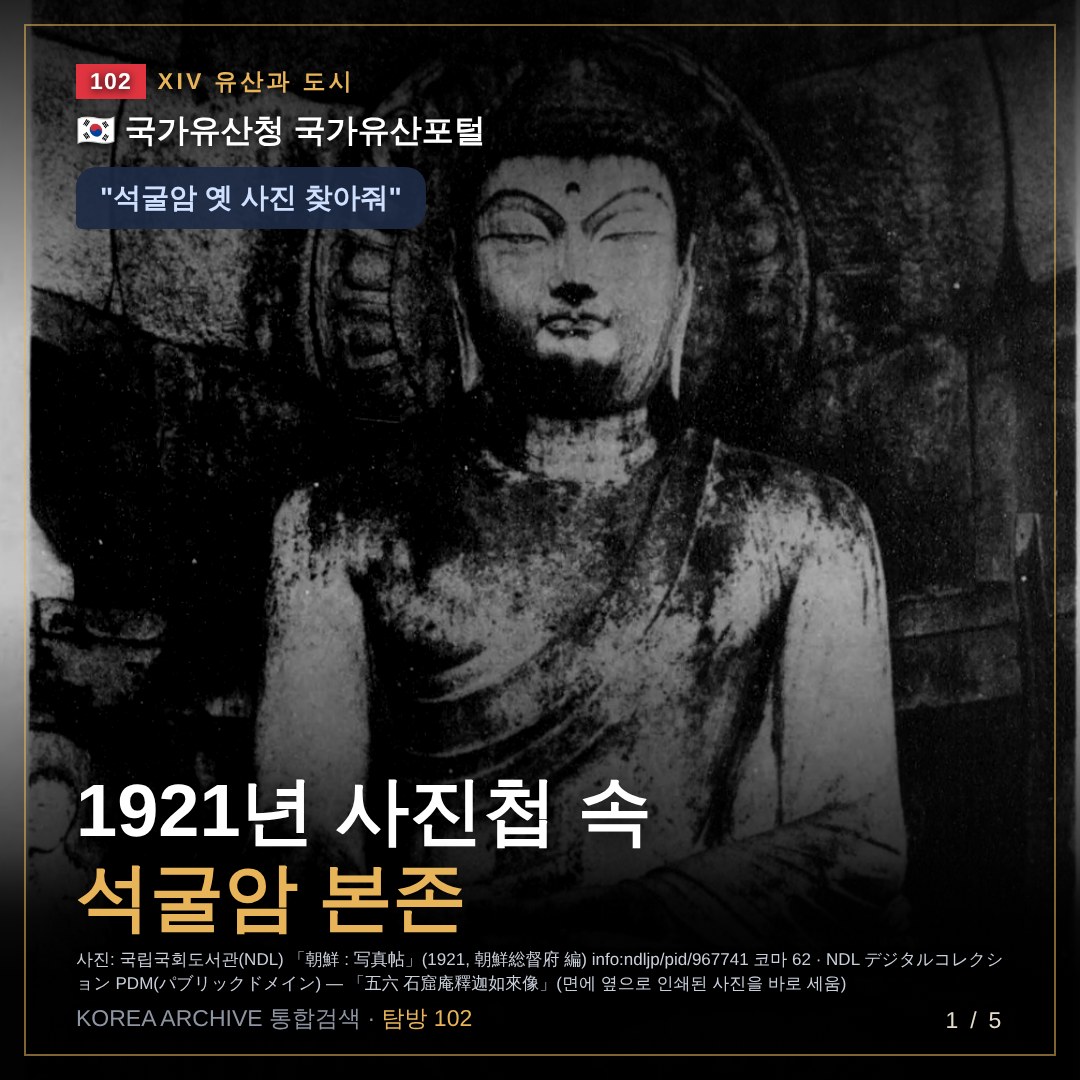 102 XIV 유산과 도시
🇰🇷 국가유산청 국가유산포털
"석굴암 옛 사진 찾아줘"
1921년 사진첩 속
석굴암 본존
사진: 국립국회도서관(NDL) 「朝鮮 : 写真帖」(1921, 朝鮮総督府 編) info:ndljp/pid/967741 코마 62 · NDL デジタルコレクシ
ョン PDM(パブリックドメイン) — 「五六 石窟庵釋迦如來像」(면에 옆으로 인쇄된 사진을 바로 세움)
KOREA ARCHIVE 통합검색 · 탐방 102
1 / 5